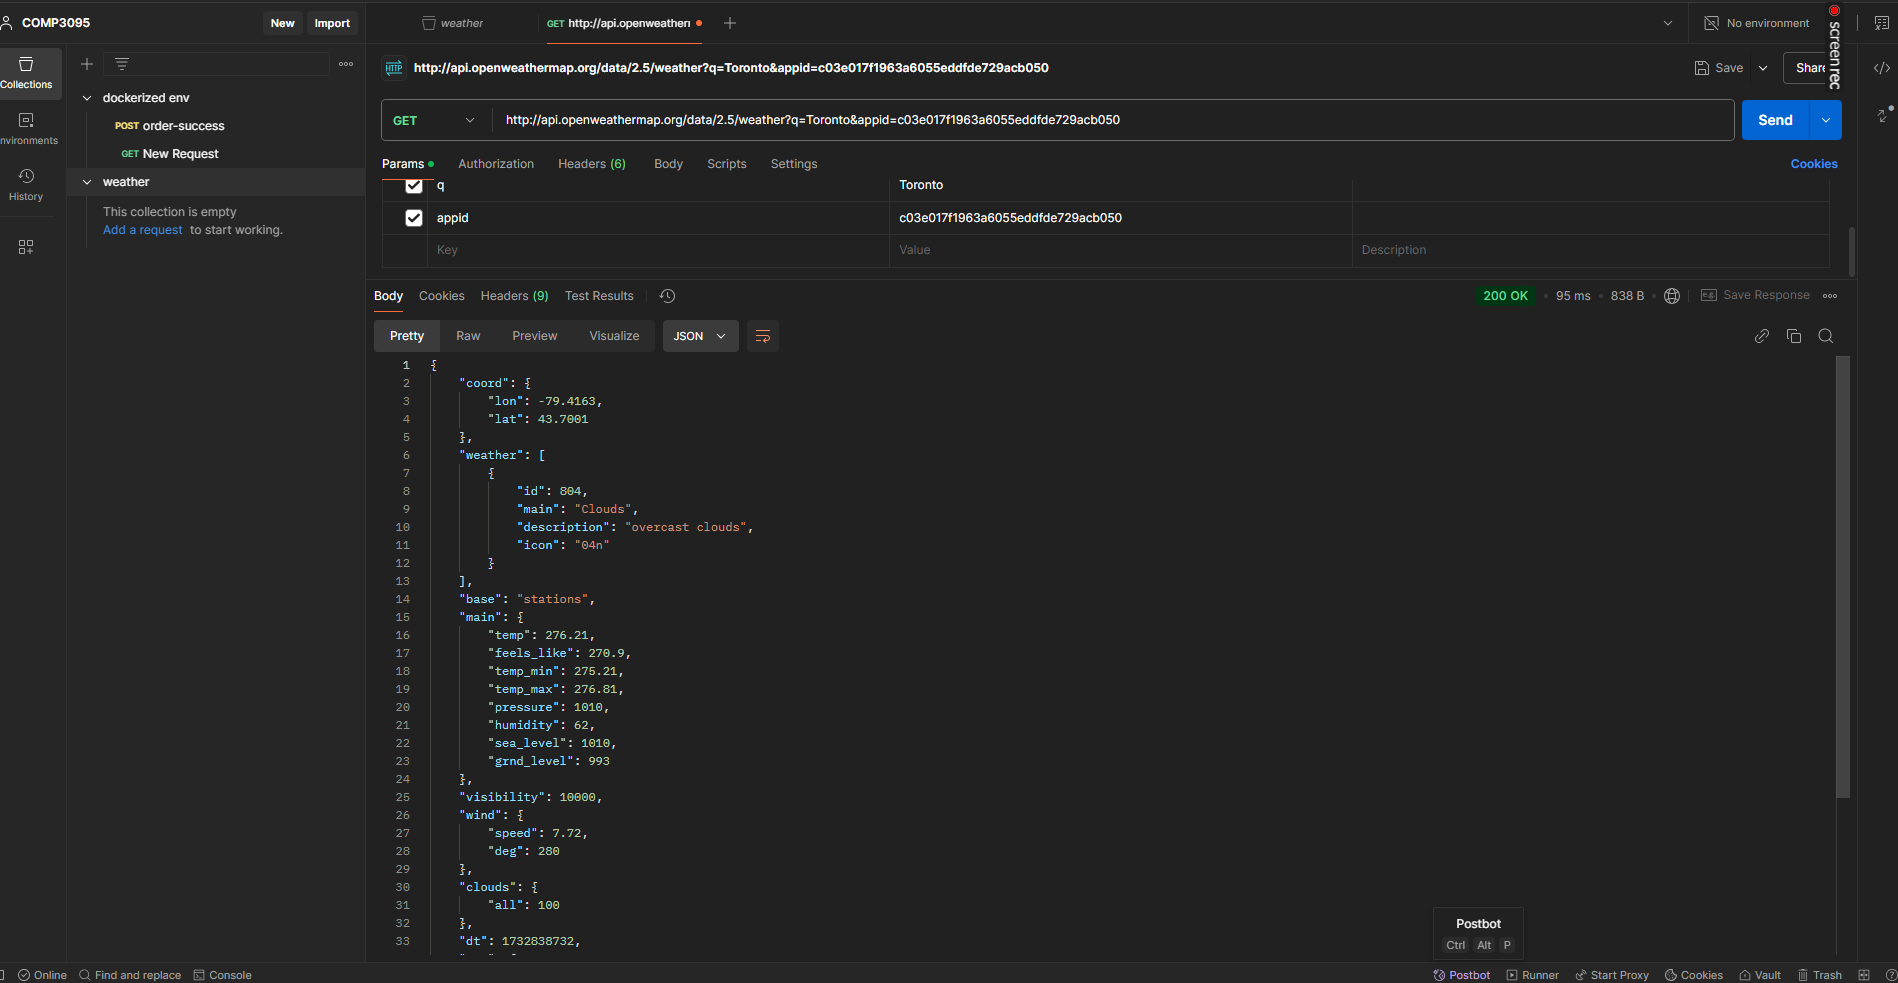 COMP3095
New Import
weather
GET http://api.openweather
No environment
screenrec
Collections
http://api.openweathermap.org/data/2.5/weather?q=Toronto&appid=c03e017f1963a6055eddfde729acb050
Save
Share
dockerized env
POST order-success
GET New Request
weather
This collection is empty
Add a request to start working.
nvironments
History
GET
http://api.openweathermap.org/data/2.5/weather?q=Toronto&appid=c03e017f1963a6055eddfde729acb050
Send
Params Authorization Headers (6) Body Scripts Settings
Cookies
q Toronto
appid c03e017f1963a6055eddfde729acb050
Key Value Description
Body Cookies Headers (9) Test Results
200 OK • 95 ms • 838 B
e.g. Save Response
Pretty Raw Preview Visualize JSON
1 {
2 "coord": {
3 "lon": -79.4163,
4 "lat": 43.7001
5 },
6 "weather": [
7 {
8 "id": 804,
9 "main": "Clouds",
10 "description": "overcast clouds",
11 "icon": "04n"
12 }
13 ],
14 "base": "stations",
15 "main": {
16 "temp": 276.21,
17 "feels_like": 270.9,
18 "temp_min": 275.21,
19 "temp_max": 276.81,
20 "pressure": 1010,
21 "humidity": 62,
22 "sea_level": 1010,
23 "grnd_level": 993
24 },
25 "visibility": 10000,
26 "wind": {
27 "speed": 7.72,
28 "deg": 280
29 },
30 "clouds": {
31 "all": 100
32 },
33 "dt": 1732838732,
Postbot
Ctrl Alt P
Online Find and replace Console
Postbot Runner Start Proxy Cookies Vault Trash